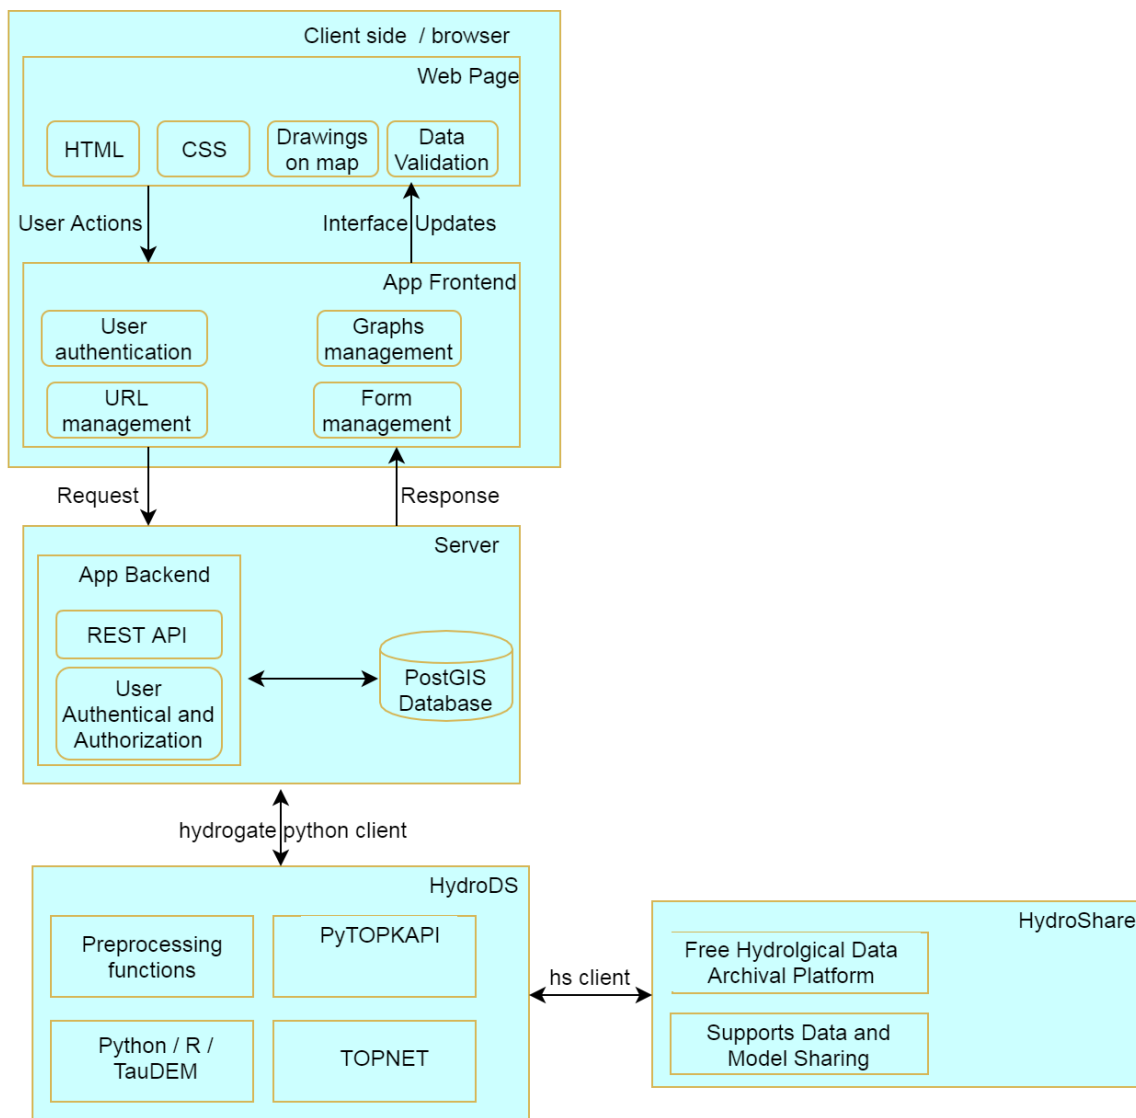 Client side / browser
Web Page
HTML
CSS
Drawings
on map
Data
Validation
User Actions
Interface Updates
App Frontend
User
authentication
Graphs
management
URL
management
Form
management
Request
Response
Server
App Backend
REST API
User
Authentical and
Authorization
PostGIS
Database
hydrogate python client
HydroDS
Preprocessing
functions
PyTOPKAPI
Python / R /
TauDEM
TOPNET
hs client
HydroShare
Free Hydrolgical Data
Archival Platform
Supports Data and
Model Sharing